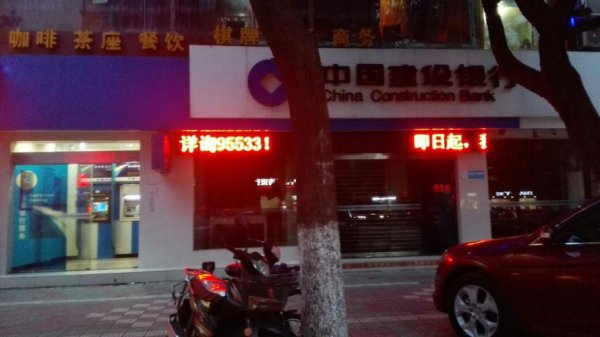 咖啡 茶座 餐饮 棋牌 商务
中国建设银行
China Construction Bank
详询95533!
即日起,